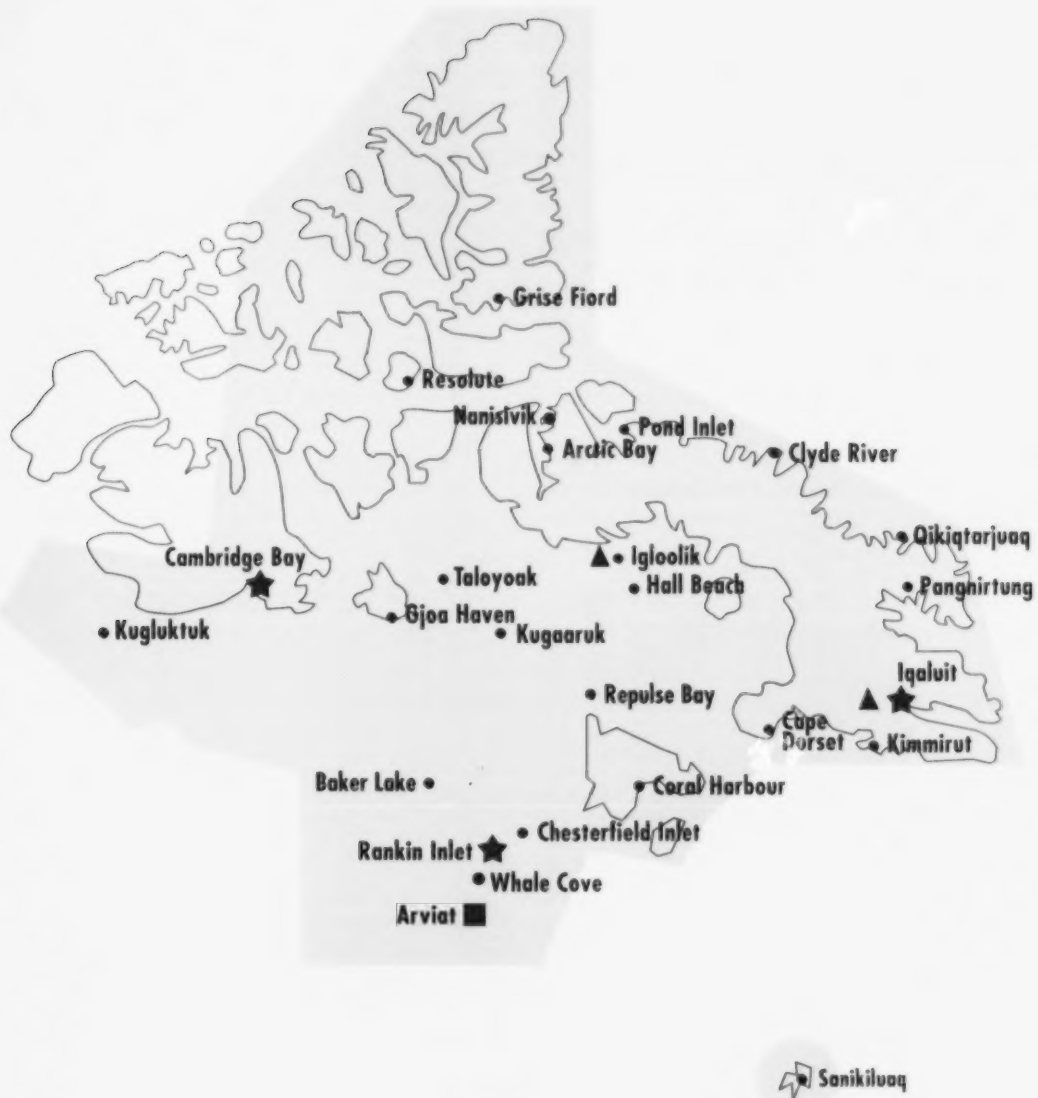 Grise Fiord
Resolute
Nanisivik
Pond Inlet
Arctic Bay
Clyde River
Qikiqtarjuaq
Cambridge Bay
Igloolik
Taloyoak
Hall Beach
Pangnirtung
Gjoa Haven
Kugluktuk
Kugaaruk
Iqaluit
Repulse Bay
Cape
Dorset
Kimmirut
Baker Lake
Coral Harbour
Chesterfield Inlet
Rankin Inlet
Whale Cove
Arviat
Sanikiluaq